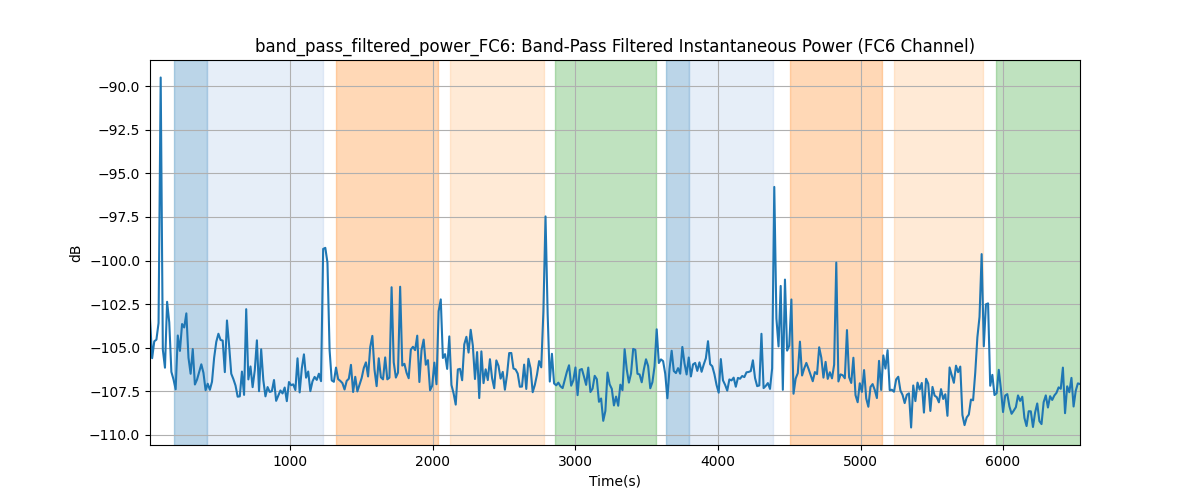 band_pass_filtered_power_FC6: Band-Pass Filtered Instantaneous Power (FC6 Channel)
−90.0
−92.5
−95.0
−97.5
−100.0
−102.5
−105.0
−107.5
−110.0
dB
1000 2000 3000 4000 5000 6000
Time(s)